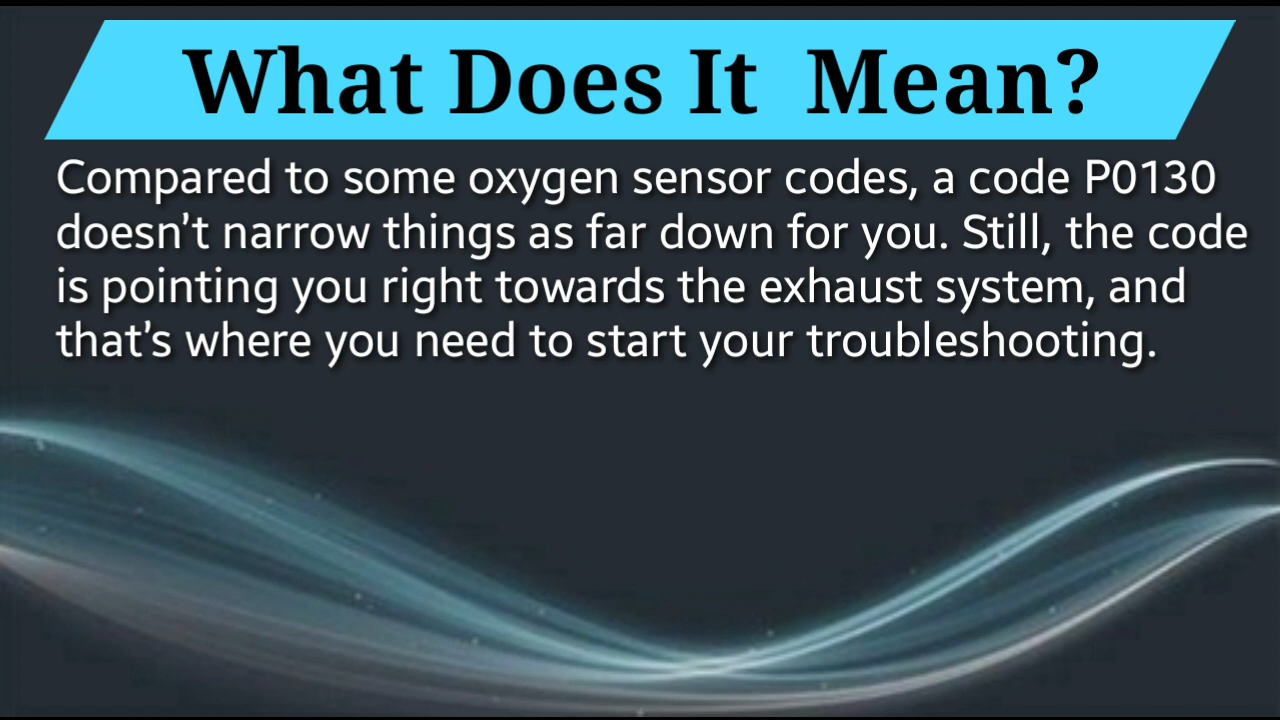 What Does It  Mean?
Compared to some oxygen sensor codes, a code P0130
doesn't narrow things as far down for you. Still, the code
is pointing you right towards the exhaust system, and
that's where you need to start your troubleshooting.